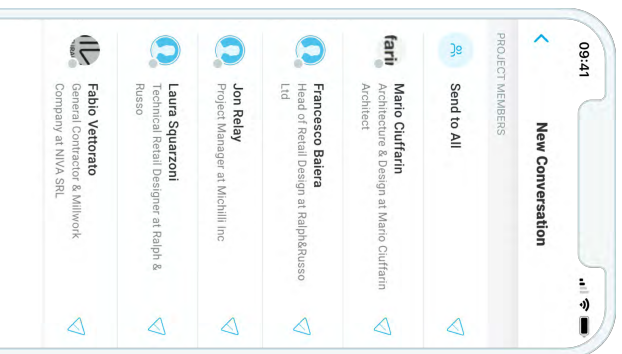 09:41
New Conversation
PROJECT MEMBERS
Send to All
farin
Mario Ciuffarin
Architecture & Design at Mario Ciuffarin
Architect
Francesco Baiera
Head of Retail Design at Ralph&Russo
Ltd
Jon Relay
Project Manager at Michilli Inc
Laura Squarzoni
Technical Retail Designer at Ralph &
Russo
Fabio Vettorato
General Contractor & Millwork
Company at NIVA SRL